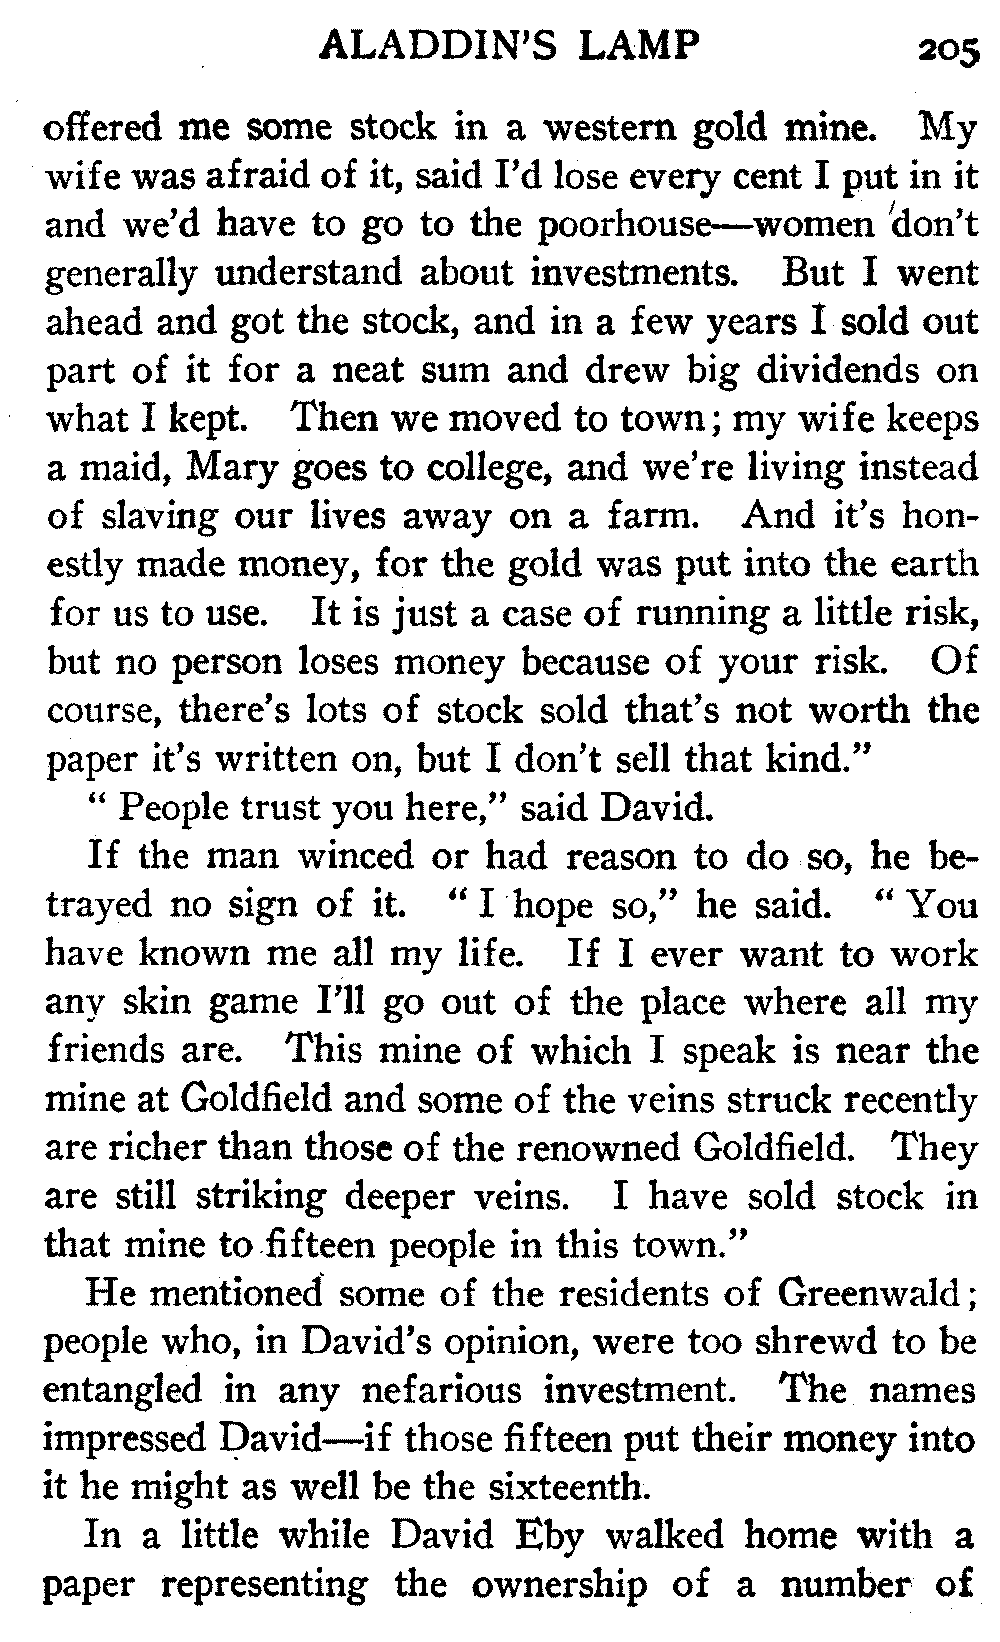 ALADDIN'S LAMP 205
offered me some stock in a western gold mine. My
wife was afraid of it, said I'd lose every cent I put in it
and we'd have to go to the poorhouse—women don't
generally understand about investments. But I went
ahead and got the stock, and in a few years I sold out
part of it for a neat sum and drew big dividends on
what I kept. Then we moved to town; my wife keeps
a maid, Mary goes to college, and we're living instead
of slaving our lives away on a farm. And it's hon-
estly made money, for the gold was put into the earth
for us to use. It is just a case of running a little risk,
but no person loses money because of your risk. Of
course, there's lots of stock sold that's not worth the
paper it's written on, but I don't sell that kind."
" People trust you here," said David.
If the man winced or had reason to do so, he be-
trayed no sign of it. " I hope so," he said. " You
have known me all my life. If I ever want to work
any skin game I'll go out of the place where all my
friends are. This mine of which I speak is near the
mine at Goldfield and some of the veins struck recently
are richer than those of the renowned Goldfield. They
are still striking deeper veins. I have sold stock in
that mine to fifteen people in this town."
He mentioned some of the residents of Greenwald;
people who, in David's opinion, were too shrewd to be
entangled in any nefarious investment. The names
impressed David—if those fifteen put their money into
it he might as well be the sixteenth.
In a little while David Eby walked home with a
paper representing the ownership of a number of